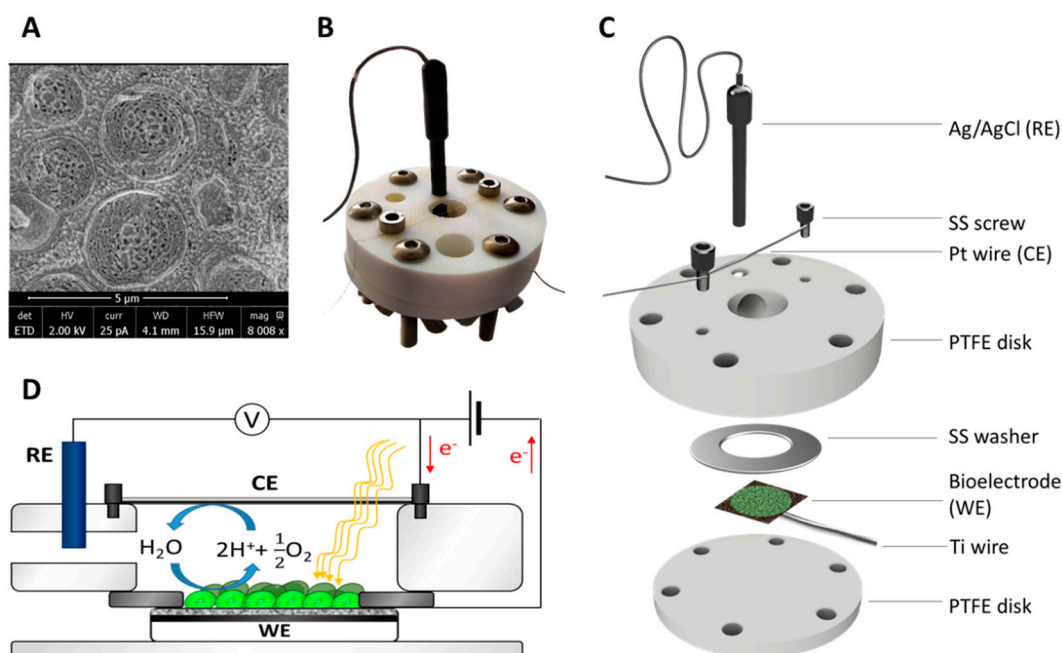 A
5 µm
det HV curr WD HFW mag
ETD 2.00 kV 25 pA 4.1 mm 15.9 µm 8 008 x
B
C
Ag/AgCl (RE)
SS screw
Pt wire (CE)
PTFE disk
SS washer
Bioelectrode
(WE)
Ti wire
PTFE disk
D
V
RE
e-
e-
CE
H₂O
2H⁺+ 1/2 O₂
WE